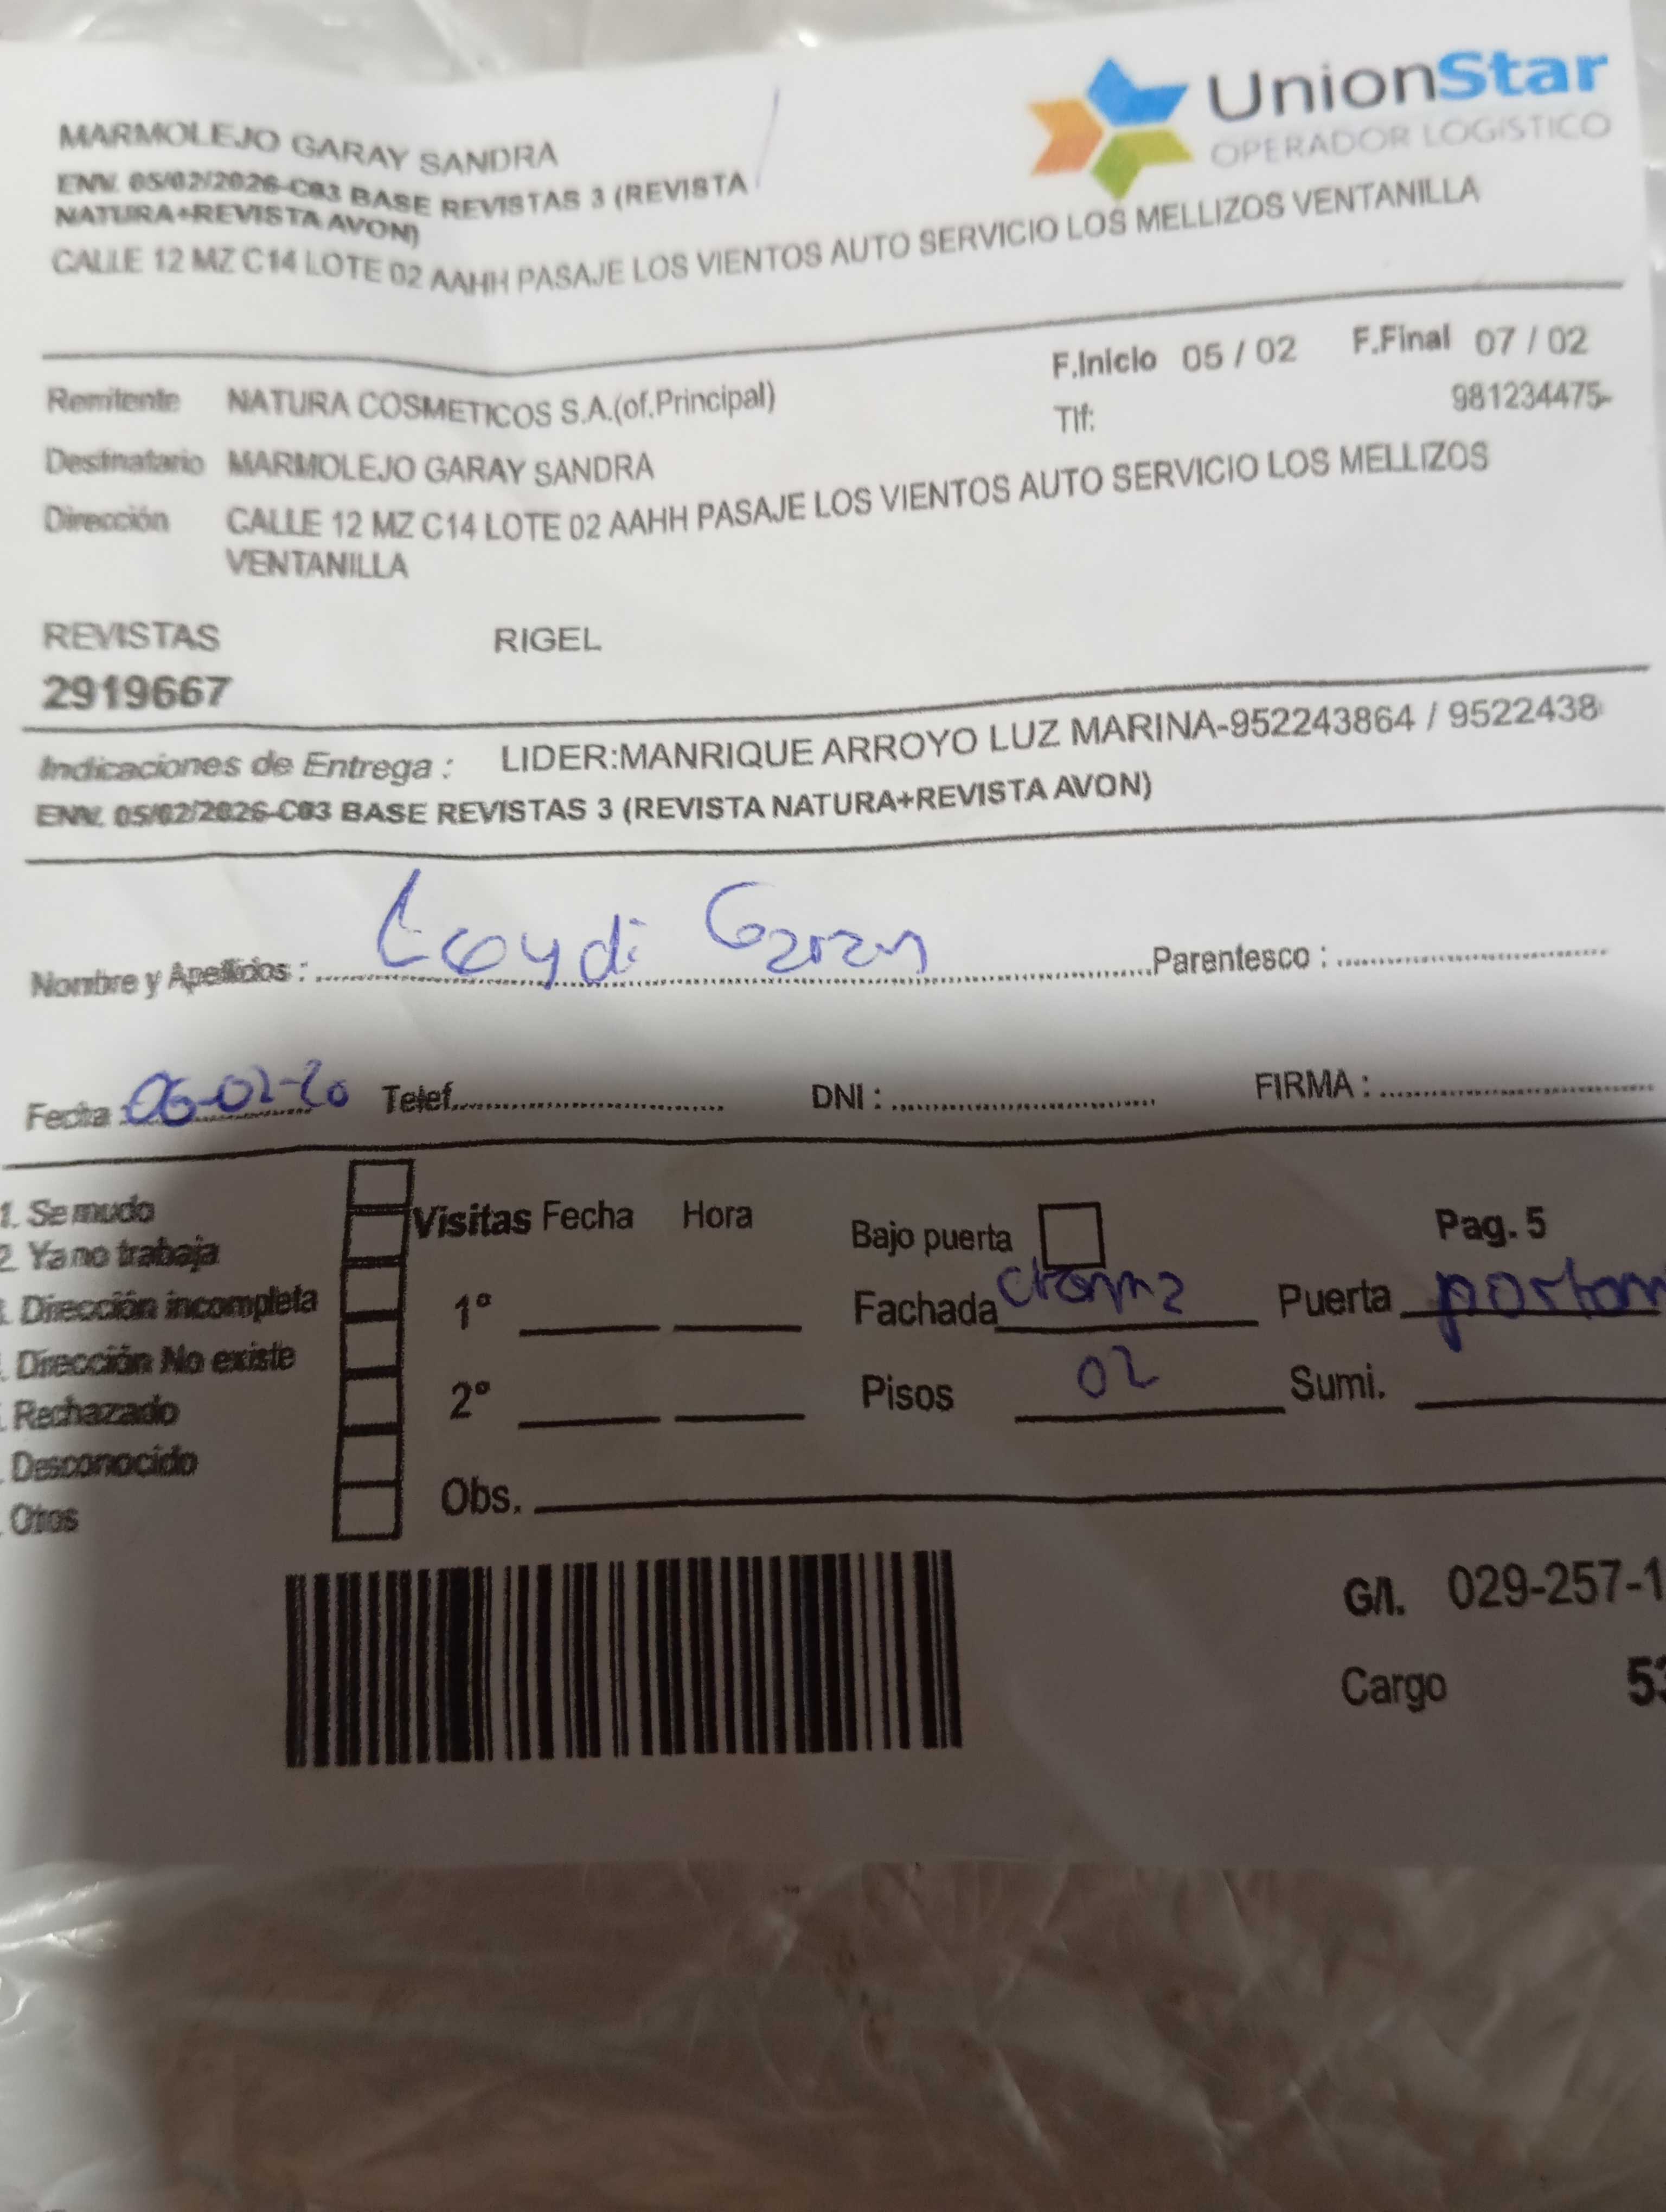 UnionStar
OPERADOR LOGÍSTICO
MARMOLEJO GARAY SANDRA
ENV. 05/02/2026-C03 BASE REVISTAS 3 (REVISTA
NATURA+REVISTA AVON)
CALLE 12 MZ C14 LOTE 02 AAHH PASAJE LOS VIENTOS AUTO SERVICIO LOS MELLIZOS VENTANILLA
F.Inicio 05 / 02 F.Final 07 / 02
Remitente NATURA COSMETICOS S.A.(of.Principal) Tlf: 981234475-
Destinatario MARMOLEJO GARAY SANDRA
Dirección CALLE 12 MZ C14 LOTE 02 AAHH PASAJE LOS VIENTOS AUTO SERVICIO LOS MELLIZOS
VENTANILLA
REVISTAS RIGEL
2919667
Indicaciones de Entrega : LIDER:MANRIQUE ARROYO LUZ MARINA-952243864 / 9522438
ENV. 05/02/2026-C03 BASE REVISTAS 3 (REVISTA NATURA+REVISTA AVON)
Nombre y Apellidos : Parentesco :
Fecha : 06-02-20 Telef. DNI : FIRMA :
1. Se mudo
2. Ya no trabaja
. Dirección incompleta
. Dirección No existe
. Rechazado
. Desconocido
. Otros
Visitas Fecha Hora
1°
2°
Obs.
Bajo puerta Pag. 5
Fachada Puerta
Pisos 02 Sumi.
G/I. 029-257-1
Cargo 53